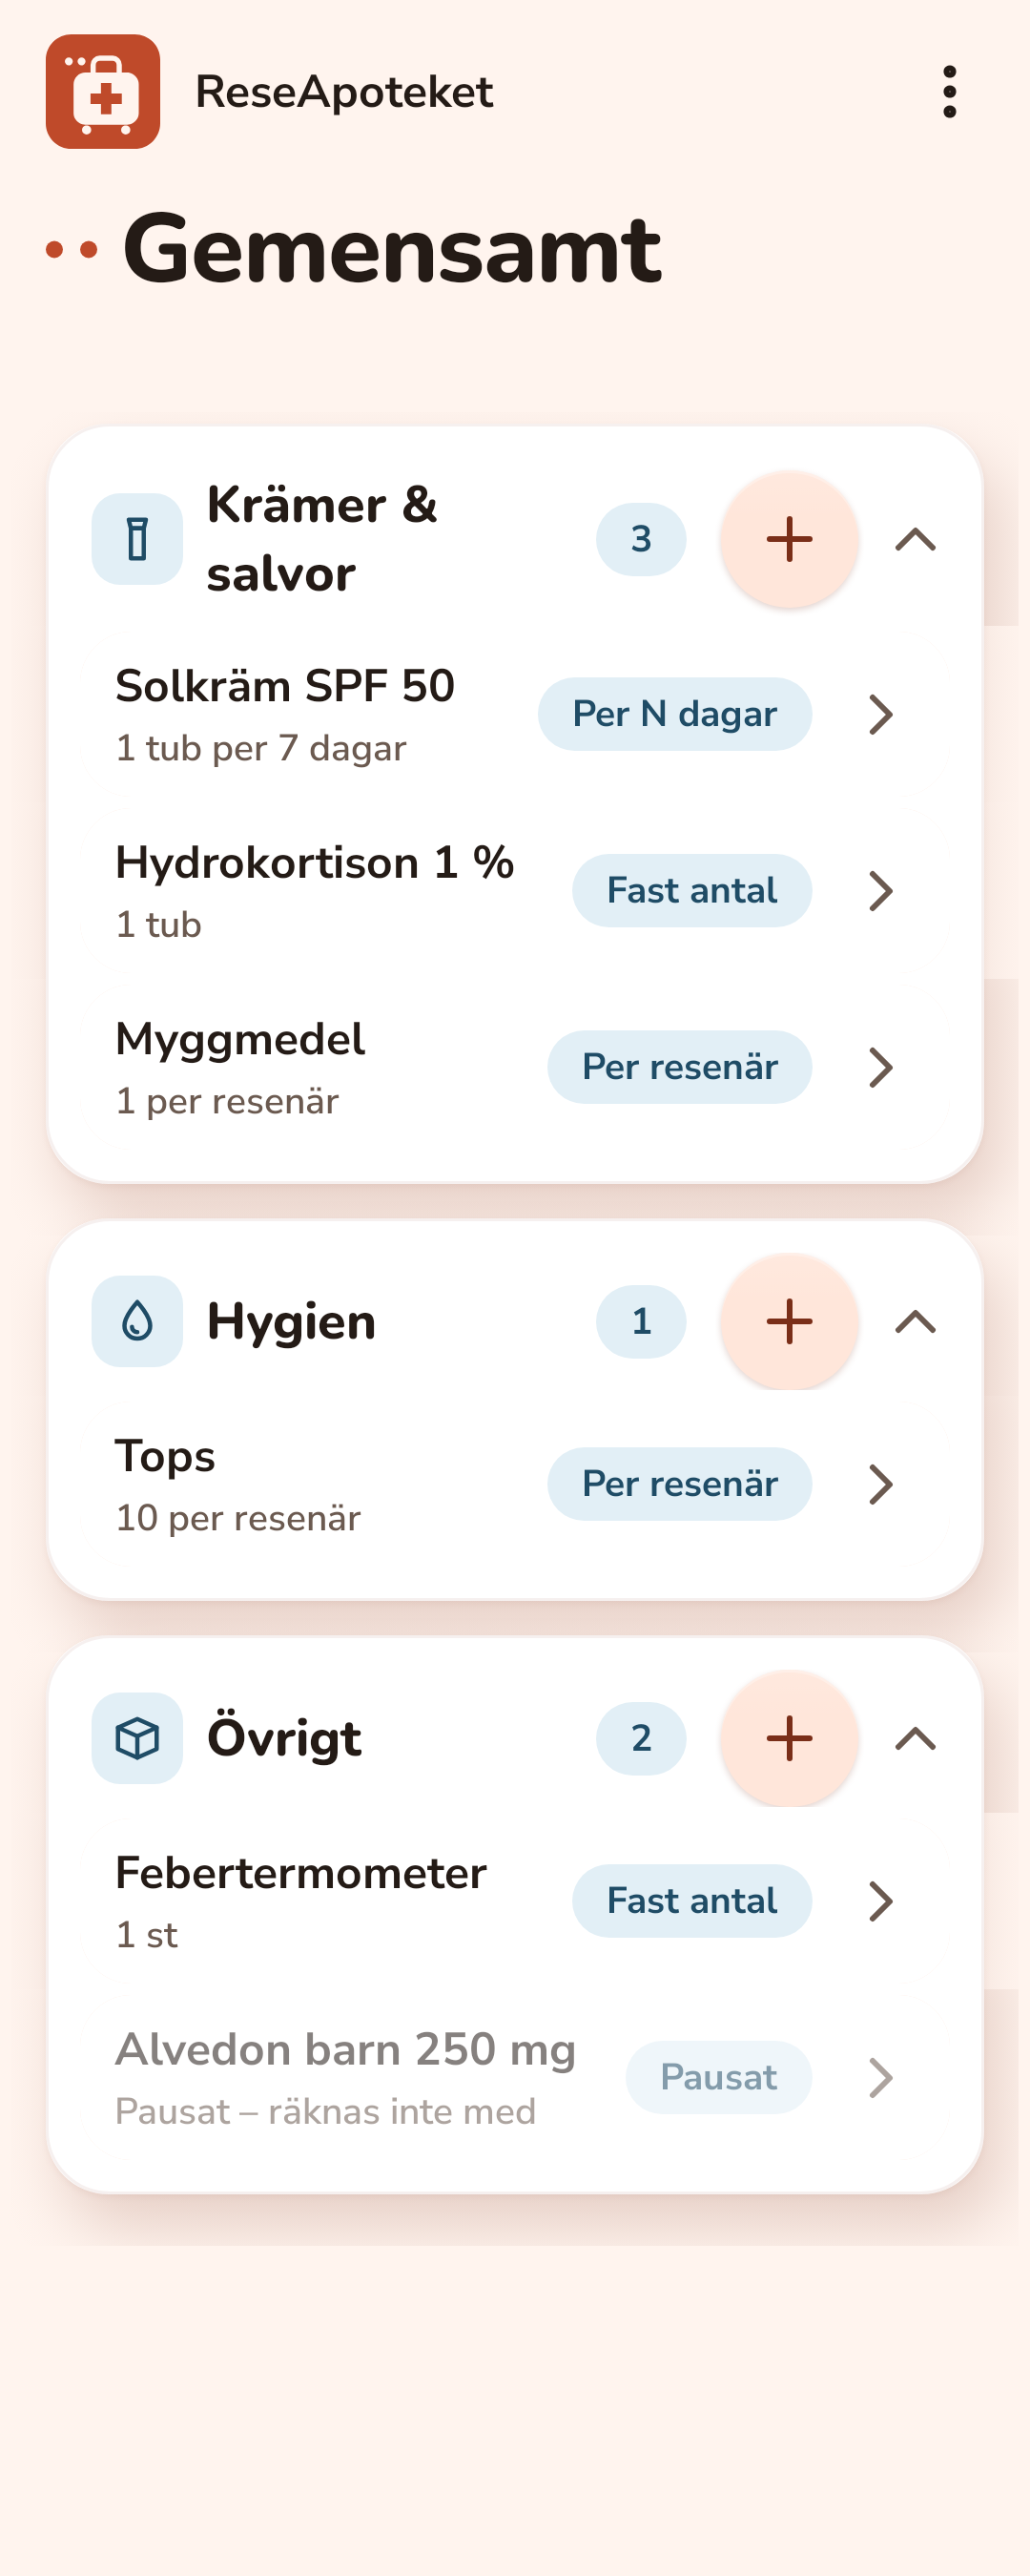 ReseApoteket
Gemensamt
Krämer &
salvor
3
Solkräm SPF 50
1 tub per 7 dagar
Per N dagar
Hydrokortison 1 %
1 tub
Fast antal
Myggmedel
1 per resenär
Per resenär
Hygien
1
Tops
10 per resenär
Per resenär
Övrigt
2
Febertermometer
1 st
Fast antal
Alvedon barn 250 mg
Pausat – räknas inte med
Pausat